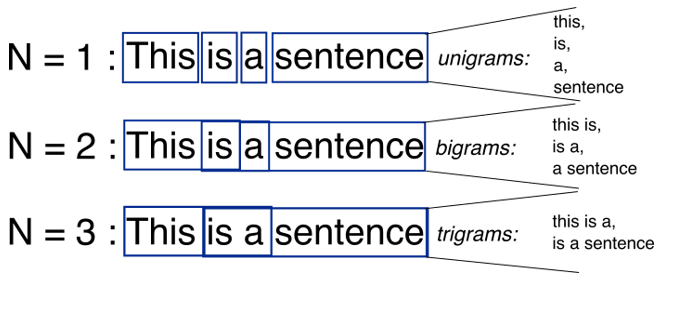 N = 1 : This is a sentence unigrams:
this,
is,
a,
sentence
N = 2 : This is a sentence bigrams:
this is,
is a,
a sentence
N = 3 : This is a sentence trigrams:
this is a,
is a sentence